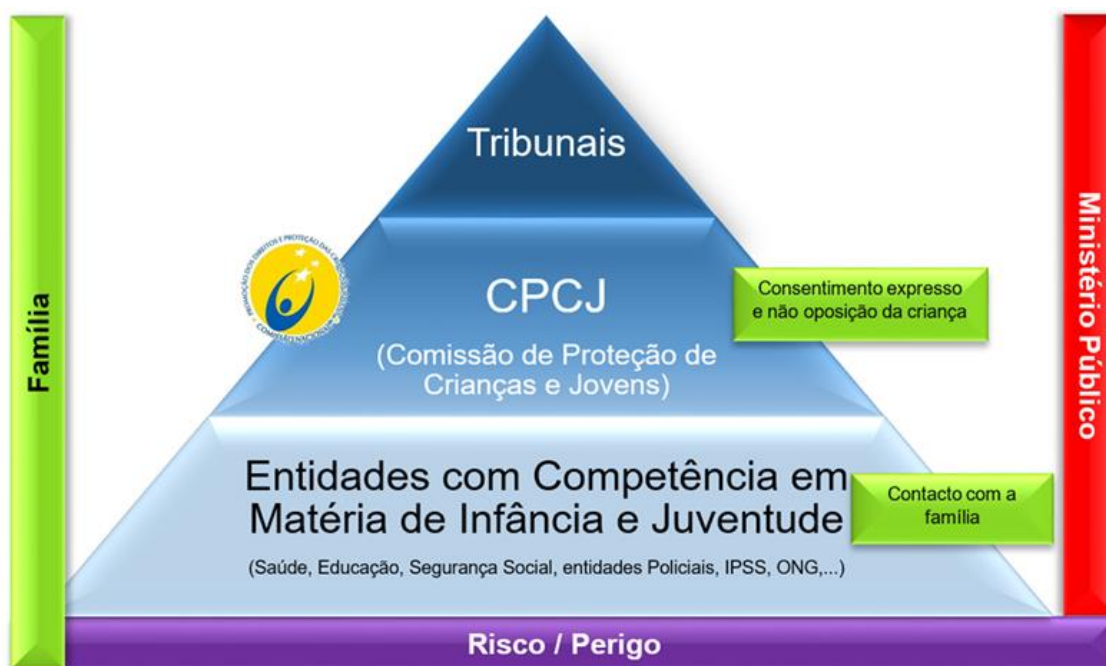 Tribunais
Família
Ministério Público
CPCJ
(Comissão de Proteção de
Crianças e Jovens)
Consentimento expresso
e não oposição da criança
Entidades com Competência em
Matéria de Infância e Juventude
(Saúde, Educação, Segurança Social, entidades Policiais, IPSS, ONG,...)
Contacto com a
família
Risco / Perigo